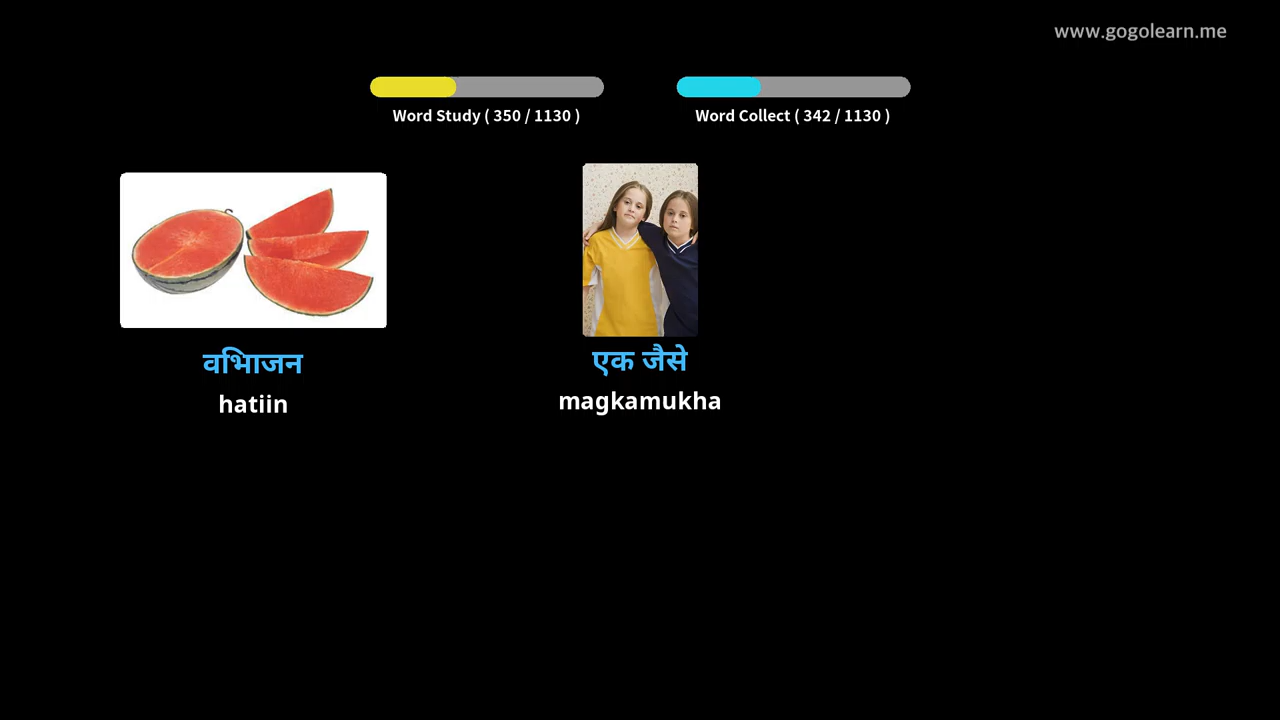 www.gogolearn.me
Word Study ( 350 / 1130 )
Word Collect ( 342 / 1130 )
वभिाजन
hatiin
एक जैसे
magkamukha